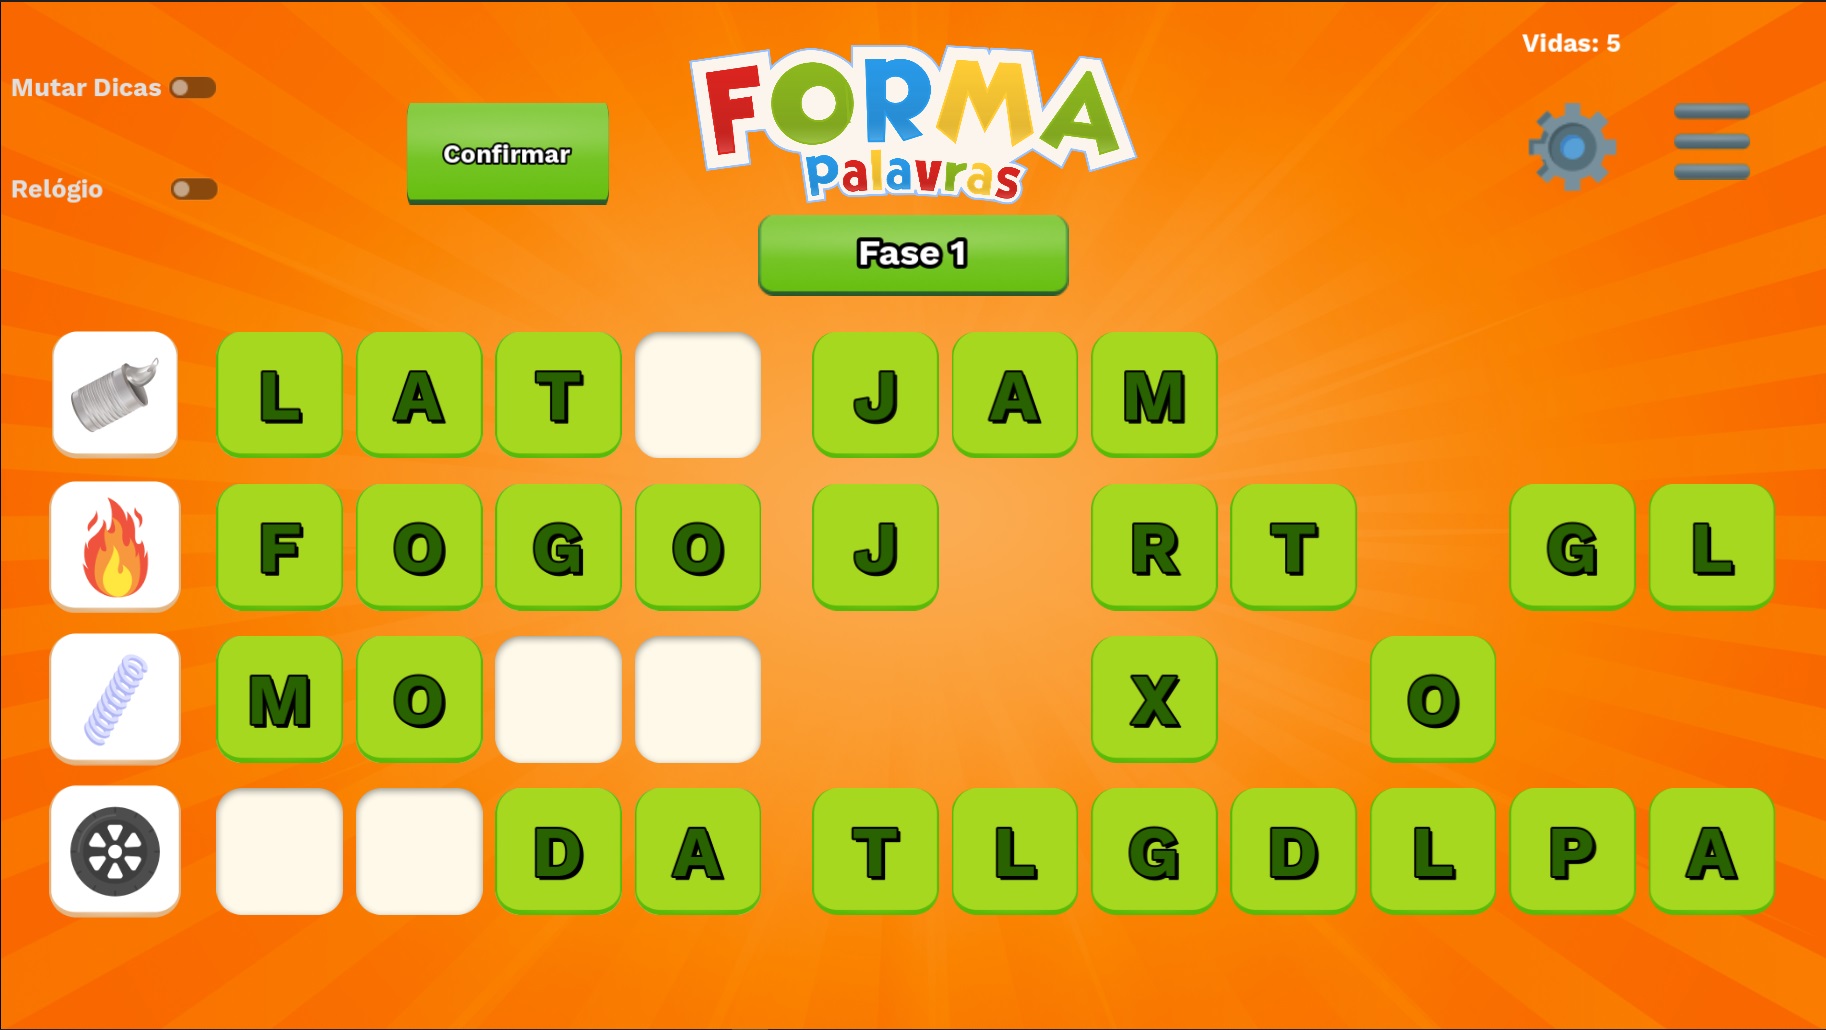 Vidas: 5
Mutar Dicas
FORMA
palavras
Confirmar
Relógio
Fase 1
L A T J A M
F O G O J R T G L
M O X O
D A T L G D L P A